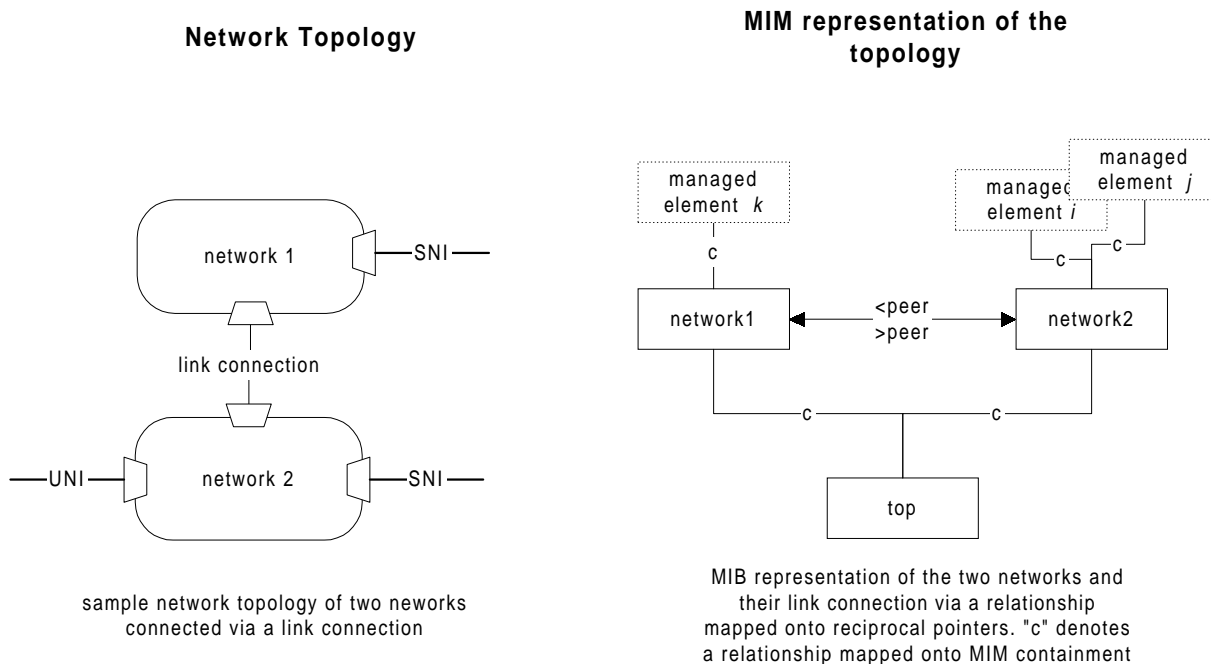 Network Topology
network 1
SNI
link connection
network 2
UNI
SNI
sample network topology of two neworks
connected via a link connection
MIM representation of the
topology
managed
element k
managed
element i
managed
element j
c
c
c
network1
<peer
>peer
network2
c
c
top
MIB representation of the two networks and
their link connection via a relationship
mapped onto reciprocal pointers. "c" denotes
a relationship mapped onto MIM containment